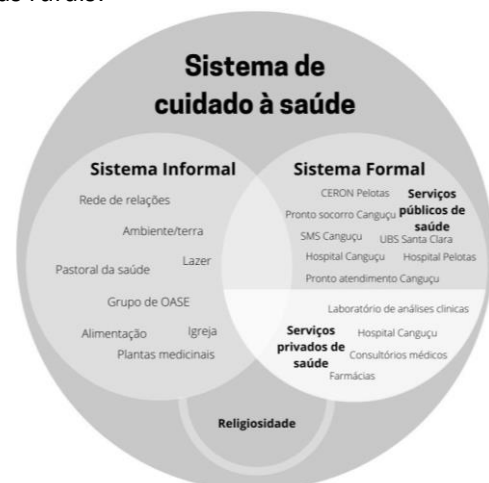 Sistema de
cuidado à saúde
Sistema Informal
Rede de relações
Ambiente/terra
Lazer
Pastoral da saúde
Grupo de OASE
Alimentação
Igreja
Plantas medicinais
Sistema Formal
CERON Pelotas
Serviços
públicos de
saúde
Pronto socorro Canguçu
SMS Canguçu
UBS Santa Clara
Hospital Canguçu
Hospital Pelotas
Pronto atendimento Canguçu
Laboratório de análises clinicas
Serviços
privados de
saúde
Hospital Canguçu
Consultórios médicos
Farmácias
Religiosidade